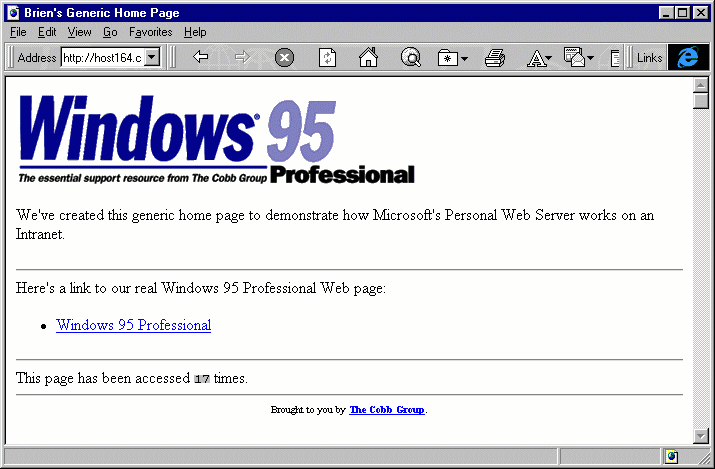 Brien's Generic Home Page
File Edit View Go Favorites Help
Address http://host164.c Links
Windows 95
The essential support resource from The Cobb Group Professional
We've created this generic home page to demonstrate how Microsoft's Personal Web Server works on an
Intranet.
Here's a link to our real Windows 95 Professional Web page:
• Windows 95 Professional
This page has been accessed 17 times.
Brought to you by The Cobb Group.